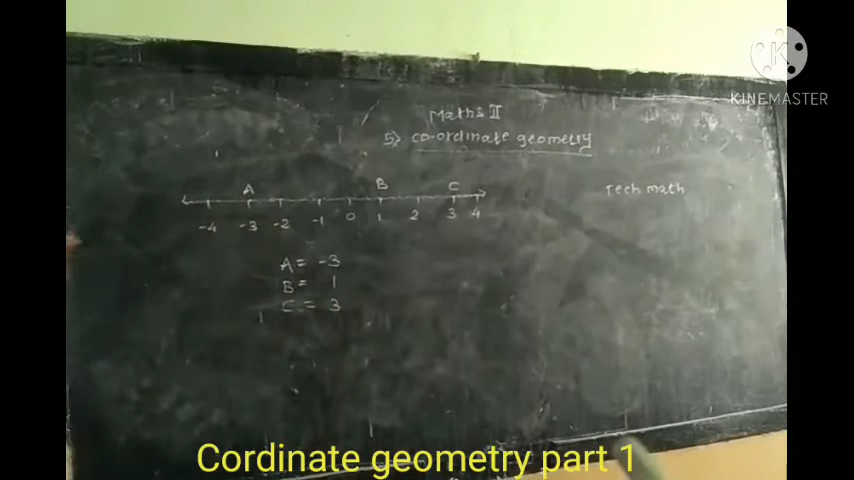 KINEMASTER
Maths II
5) co-ordinate geometry
Tech math
A B C
-4 -3 -2 -1 0 1 2 3 4
A = -3
B = 1
C = 3
Cordinate geometry part 1